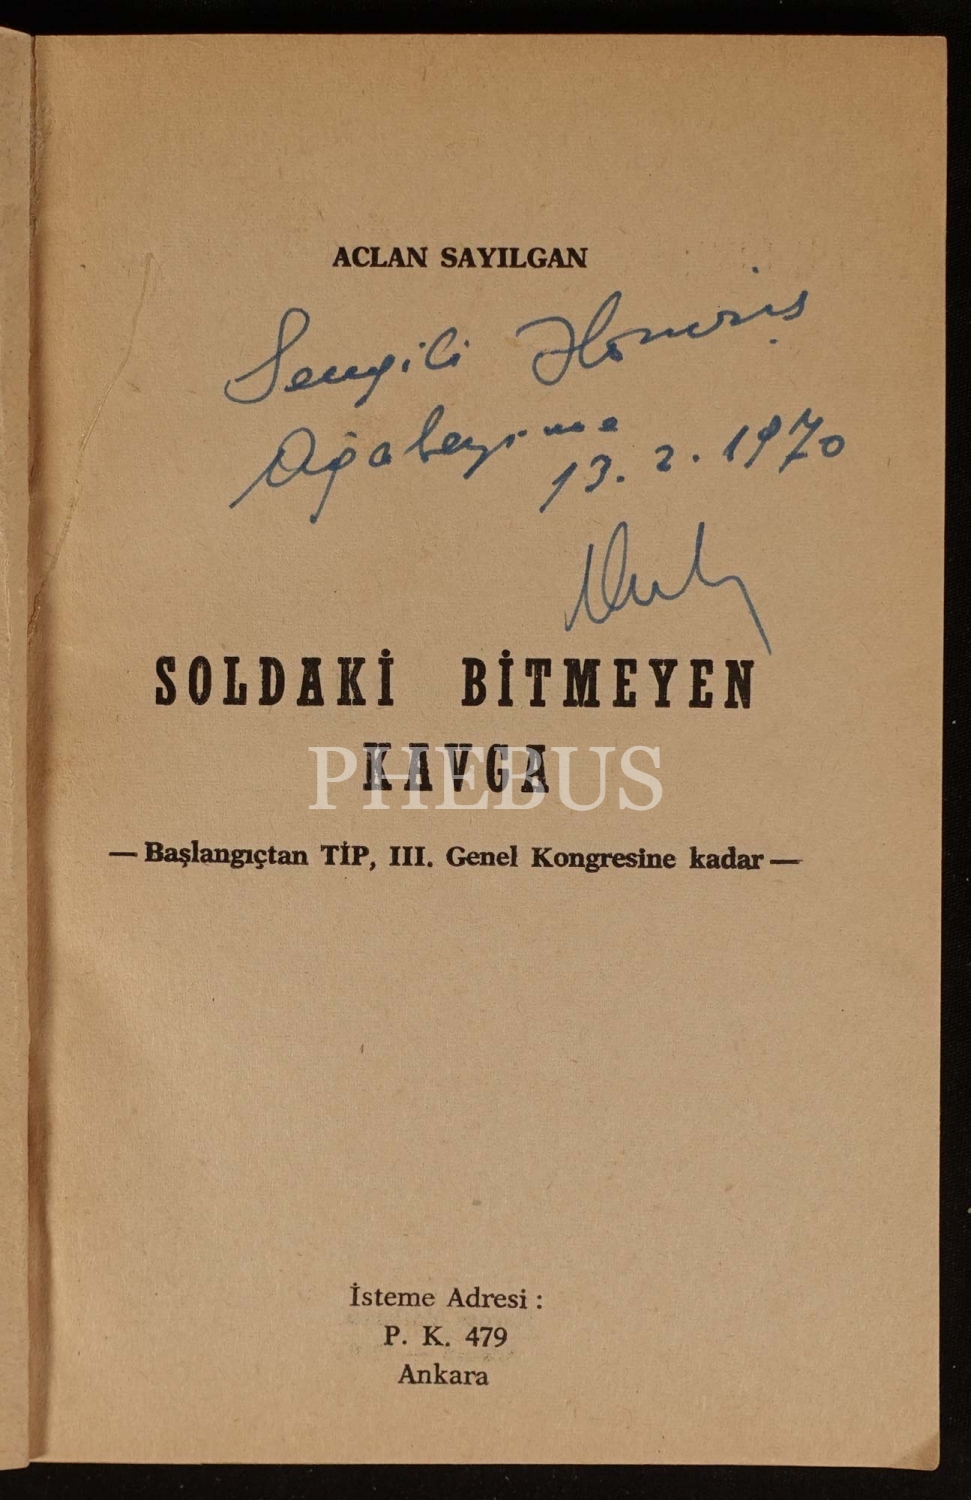 ACLAN SAYILGAN
Sevgili
Ağabeyime
13.2.1970
SOLDAKİ BİTMEYEN
KAVGA
PHEBUS
— Başlangıçtan TİP, III. Genel Kongresine kadar —
İsteme Adresi :
P. K. 479
Ankara